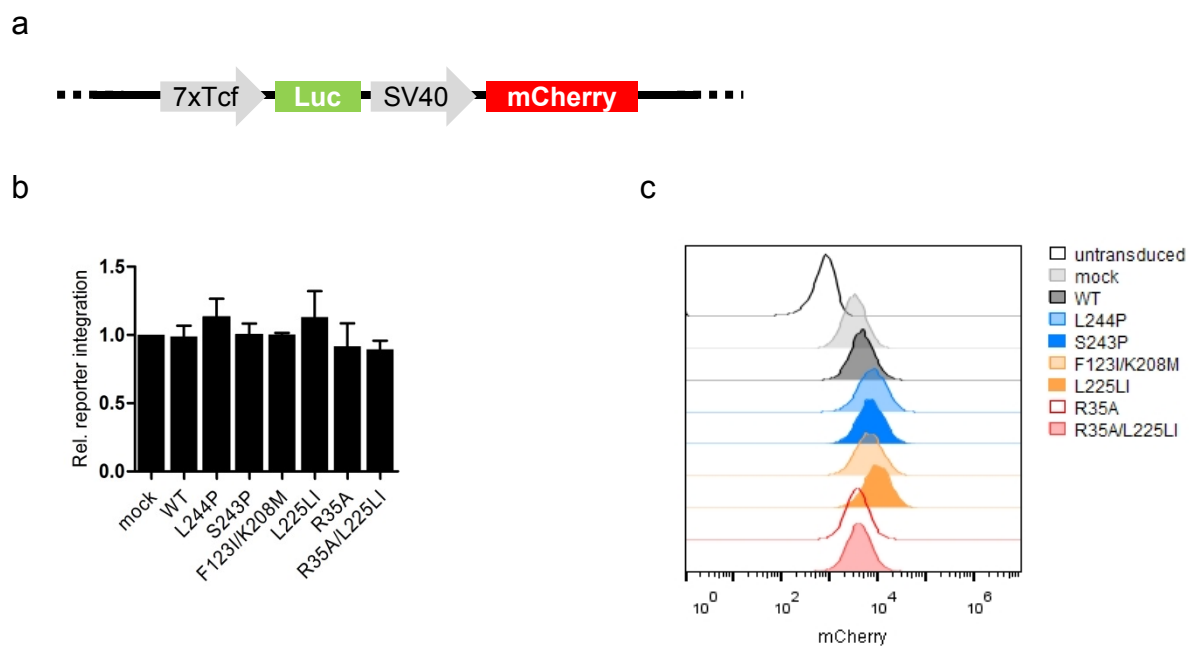 a
7xTcf Luc SV40 mCherry
b
Rel. reporter integration
1.5
1.0
0.5
0.0
mock
WT
L244P
S243P
F123I/K208M
L225LI
R35A
R35A/L225LI
c
untransduced
mock
WT
L244P
S243P
F123I/K208M
L225LI
R35A
R35A/L225LI
10^0 10^2 10^4 10^6
mCherry